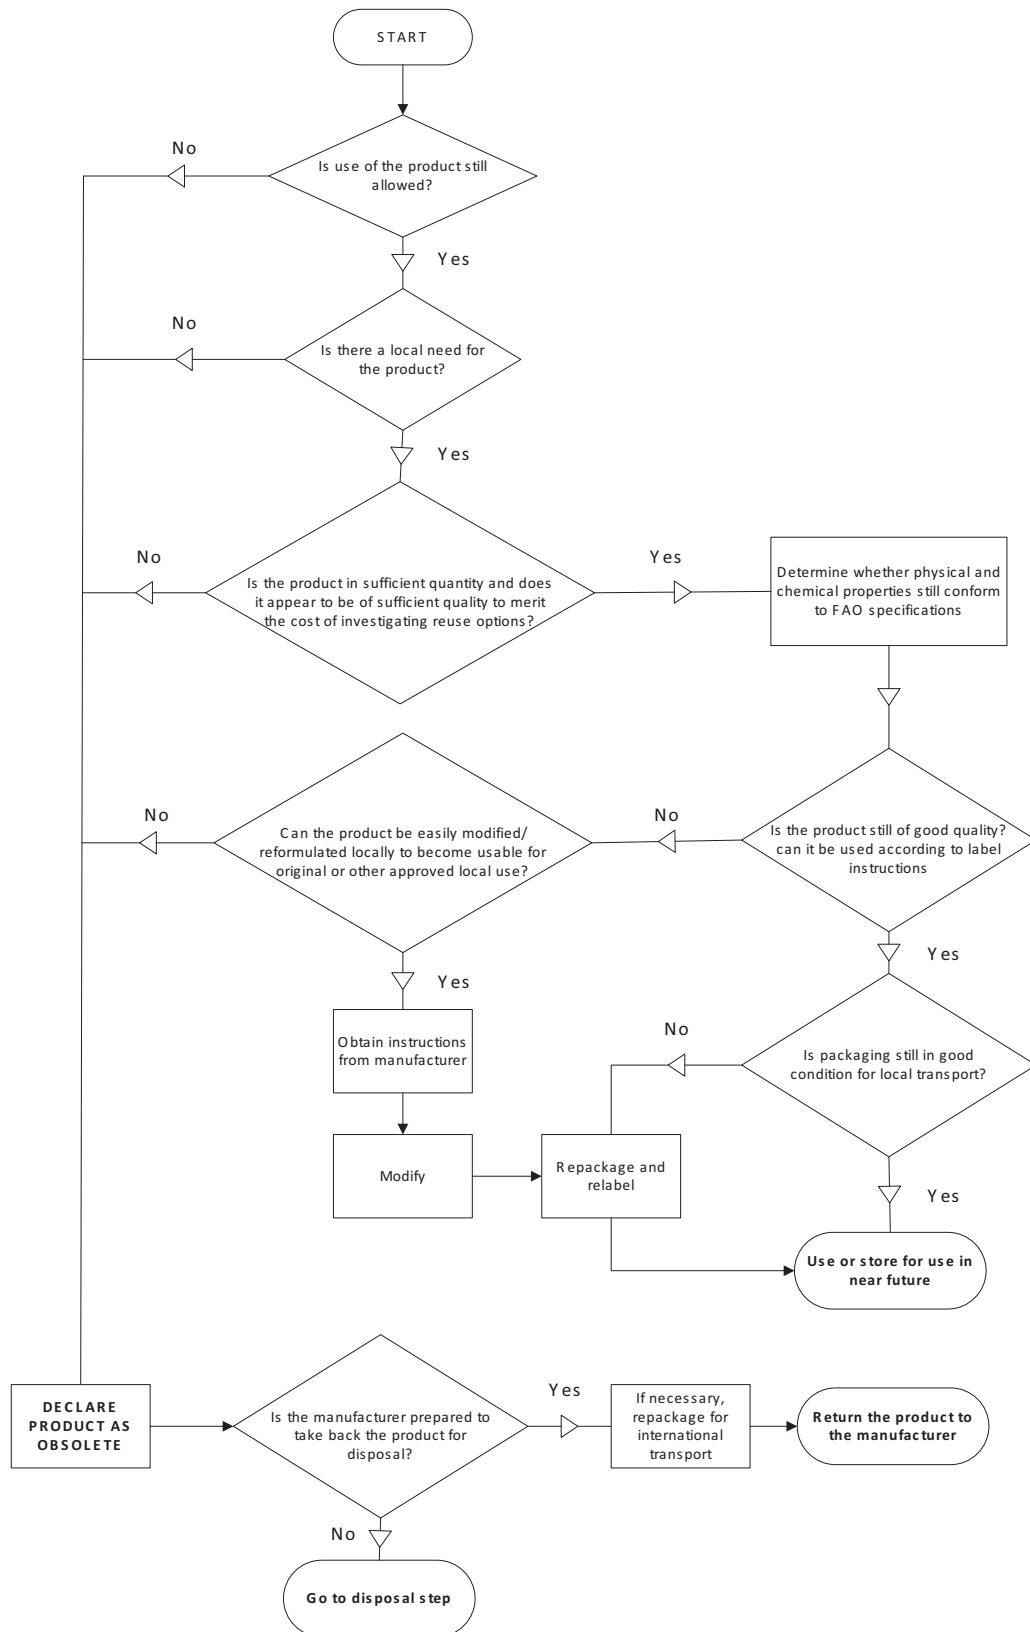 START
No
Is use of the product still
allowed?
Yes
No
Is there a local need for
the product?
Yes
No
Is the product in sufficient quantity and does
it appear to be of sufficient quality to merit
the cost of investigating reuse options?
Yes
Determine whether physical and
chemical properties still conform
to FAO specifications
No
Can the product be easily modified/
reformulated locally to become usable for
original or other approved local use?
No
Is the product still of good quality?
can it be used according to label
instructions
Yes
Yes
Obtain instructions
from manufacturer
No
Is packaging still in good
condition for local transport?
Modify
Repackage and
relabel
Yes
Use or store for use in
near future
DECLARE
PRODUCT AS
OBSOLETE
Is the manufacturer prepared to
take back the product for
disposal?
Yes
If necessary,
repackage for
international
transport
Return the product to
the manufacturer
No
Go to disposal step